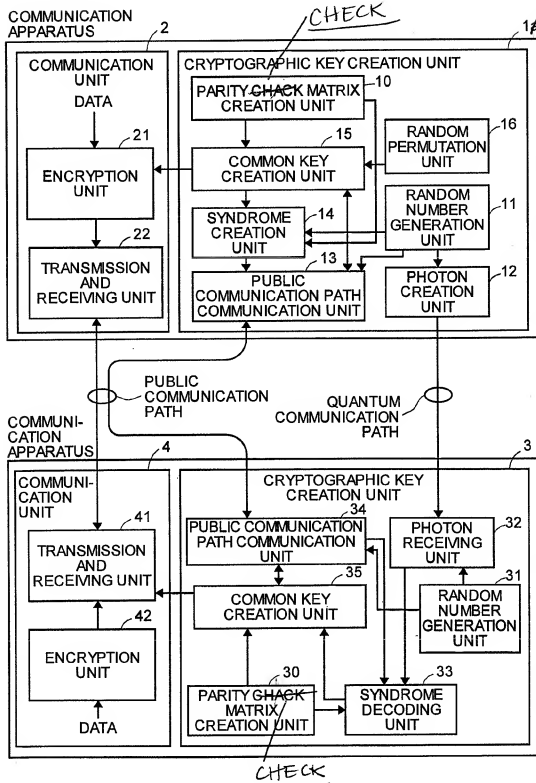 COMMUNICATION
APPARATUS
CHECK
2
1
COMMUNICATION
UNIT
DATA
21
ENCRYPTION
UNIT
22
TRANSMISSION
AND
RECEIVING UNIT
CRYPTOGRAPHIC KEY CREATION UNIT
10
PARITY CHACK MATRIX
CREATION UNIT
15
COMMON KEY
CREATION UNIT
16
RANDOM
PERMUTATION
UNIT
14
SYNDROME
CREATION
UNIT
11
RANDOM
NUMBER
GENERATION
UNIT
13
PUBLIC
COMMUNICATION PATH
COMMUNICATION UNIT
12
PHOTON
CREATION
UNIT
PUBLIC
COMMUNICATION
PATH
QUANTUM
COMMUNICATION
PATH
COMMUNI-
CATION
APPARATUS
4
3
COMMUNI-
CATION
UNIT
41
TRANSMISSION
AND
RECEIVING UNIT
42
ENCRYPTION
UNIT
DATA
CRYPTOGRAPHIC KEY
CREATION UNIT
34
PUBLIC COMMUNICATION
PATH COMMUNICATION
UNIT
32
PHOTON
RECEIVING
UNIT
35
COMMON KEY
CREATION UNIT
31
RANDOM
NUMBER
GENERATION
UNIT
30
PARITY CHACK
MATRIX
CREATION UNIT
33
SYNDROME
DECODING
UNIT
CHECK